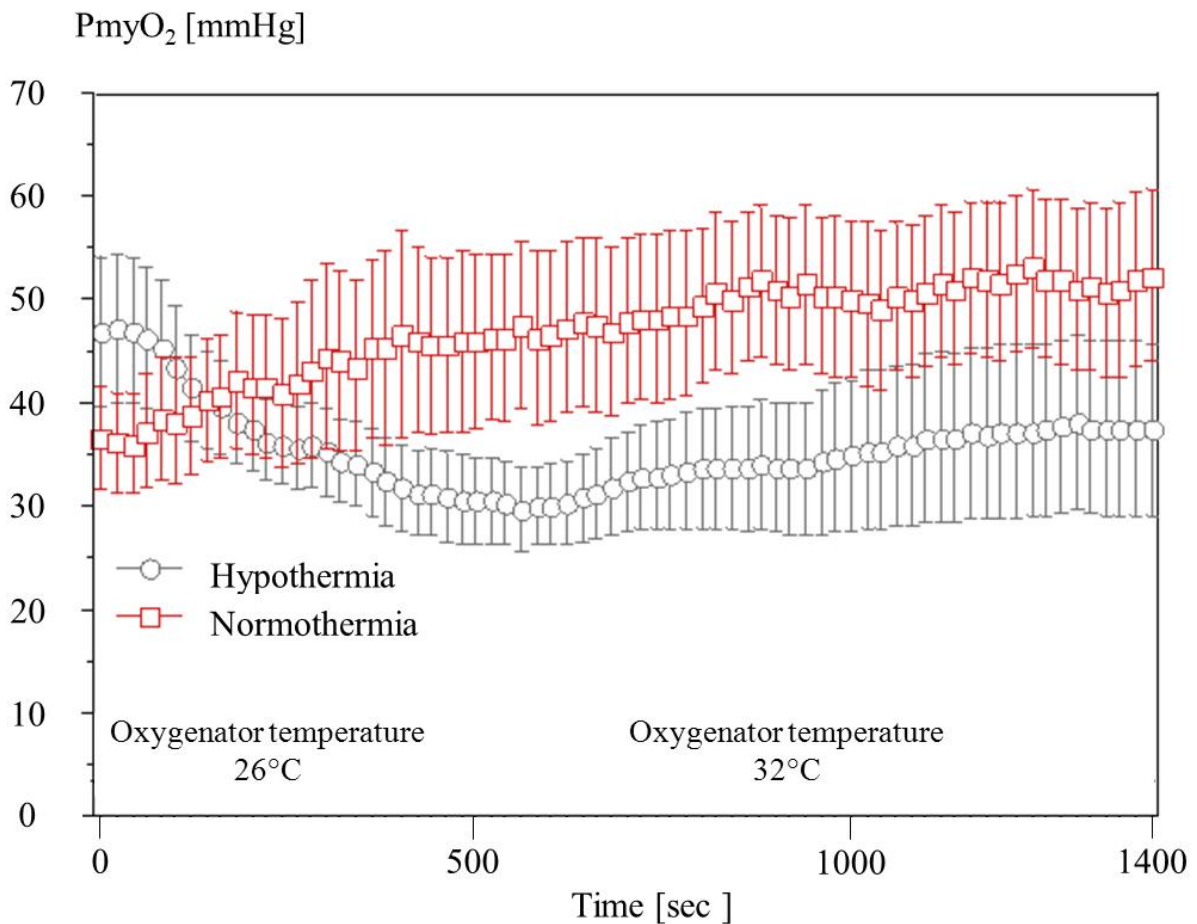 PmyO₂ [mmHg]
70
60
50
40
30
20
10
0
Hypothermia
Normothermia
Oxygenator temperature
26°C
Oxygenator temperature
32°C
0 500 1000 1400
Time [sec ]